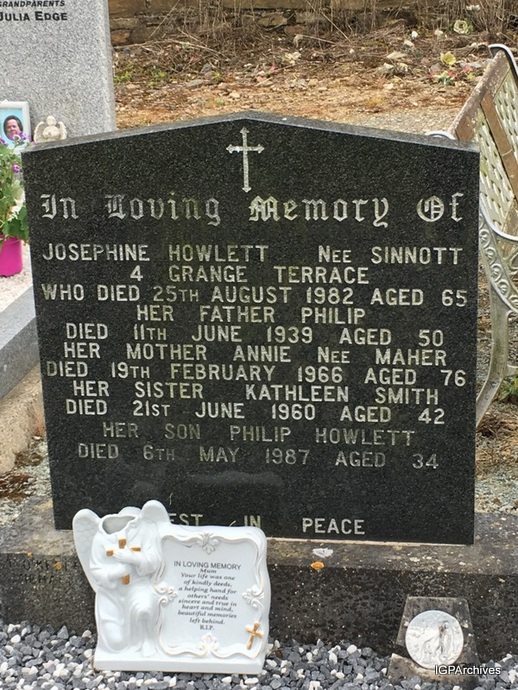 GRANDPARENTS
JULIA EDGE
In Loving Memory Of
JOSEPHINE HOWLETT NEE SINNOTT
4 GRANGE TERRACE
WHO DIED 25TH AUGUST 1982 AGED 65
HER FATHER PHILIP
DIED 11TH JUNE 1939 AGED 50
HER MOTHER ANNIE NEE MAHER
DIED 19TH FEBRUARY 1966 AGED 76
HER SISTER KATHLEEN SMITH
DIED 21ST JUNE 1960 AGED 42
HER SON PHILIP HOWLETT
DIED 6TH MAY 1987 AGED 34
EST IN PEACE
IN LOVING MEMORY
Mum
Your life was one
of kindly deeds,
a helping hand for
others' needs
sincere and true in
heart and mind,
beautiful memories
left behind.
R.I.P.
IGPArchives